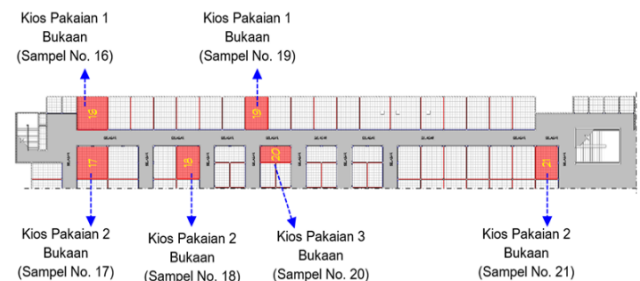 Kios Pakaian 1
Bukaan
(Sampel No. 16)
Kios Pakaian 1
Bukaan
(Sampel No. 19)
16
19
17
18
20
21
Kios Pakaian 2
Bukaan
(Sampel No. 17)
Kios Pakaian 2
Bukaan
(Sampel No. 18)
Kios Pakaian 3
Bukaan
(Sampel No. 20)
Kios Pakaian 2
Bukaan
(Sampel No. 21)